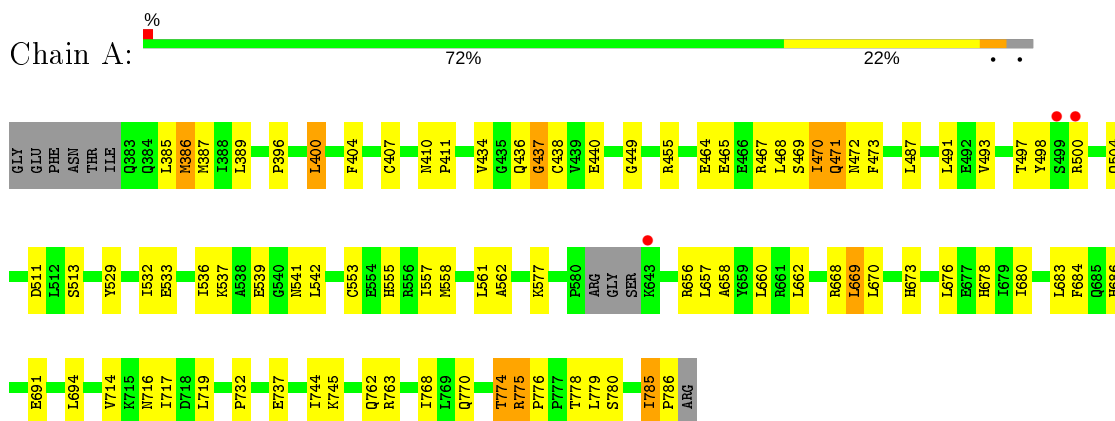 %
Chain A:
72% 22% • •
GLY GLU PHE ASN THR ILE Q383 Q384 L385 M386 M387 I388 L389 P396 L400 F404 C407 N410 P411 V434 G435 Q436 G437 C438 V439 E440 G449 R455 E464 E465 E466 R467 L468 S469 I470 Q471 N472 F473 L487 L491 E492 V493 T497 Y498 S499 R500 Q504
D511 L512 S513 Y529 I532 E533 I536 K537 A538 E539 G540 N541 L542 C553 E554 H555 R556 I557 M558 L561 A562 K577 P580 ARG GLY SER K643 R656 L657 A658 Y659 L660 R661 L662 R668 L669 L670 H673 L676 E677 H678 I679 I680 L683 F684 Q685 H686
E691 L694 V714 K715 N716 I717 D718 L719 P732 E737 I744 K745 Q762 R763 I768 L769 Q770 T774 R775 P776 P777 T778 L779 S780 I785 P786 ARG